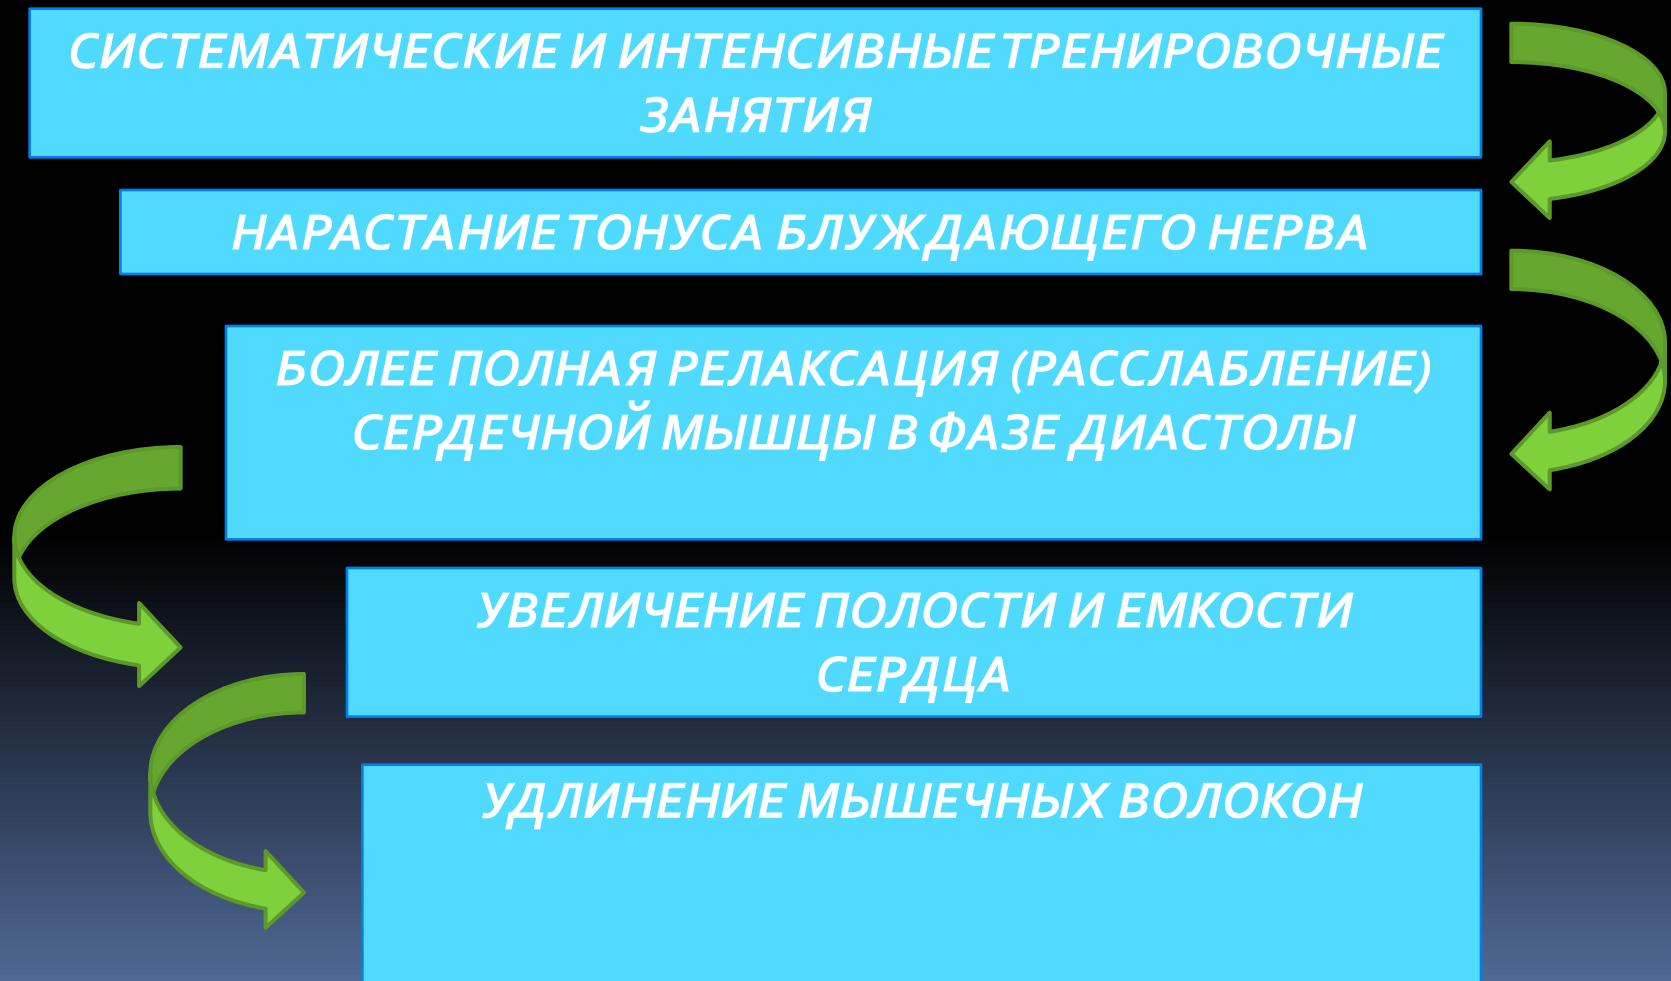 СИСТЕМАТИЧЕСКИЕ И ИНТЕНСИВНЫЕ ТРЕНИРОВОЧНЫЕ
ЗАНЯТИЯ
НАРАСТАНИЕ ТОНУСА БЛУЖДАЮЩЕГО НЕРВА
БОЛЕЕ ПОЛНАЯ РЕЛАКСАЦИЯ (РАССЛАБЛЕНИЕ)
СЕРДЕЧНОЙ МЫШЦЫ В ФАЗЕ ДИАСТОЛЫ
УВЕЛИЧЕНИЕ ПОЛОСТИ И ЕМКОСТИ
СЕРДЦА
УДЛИНЕНИЕ МЫШЕЧНЫХ ВОЛОКОН